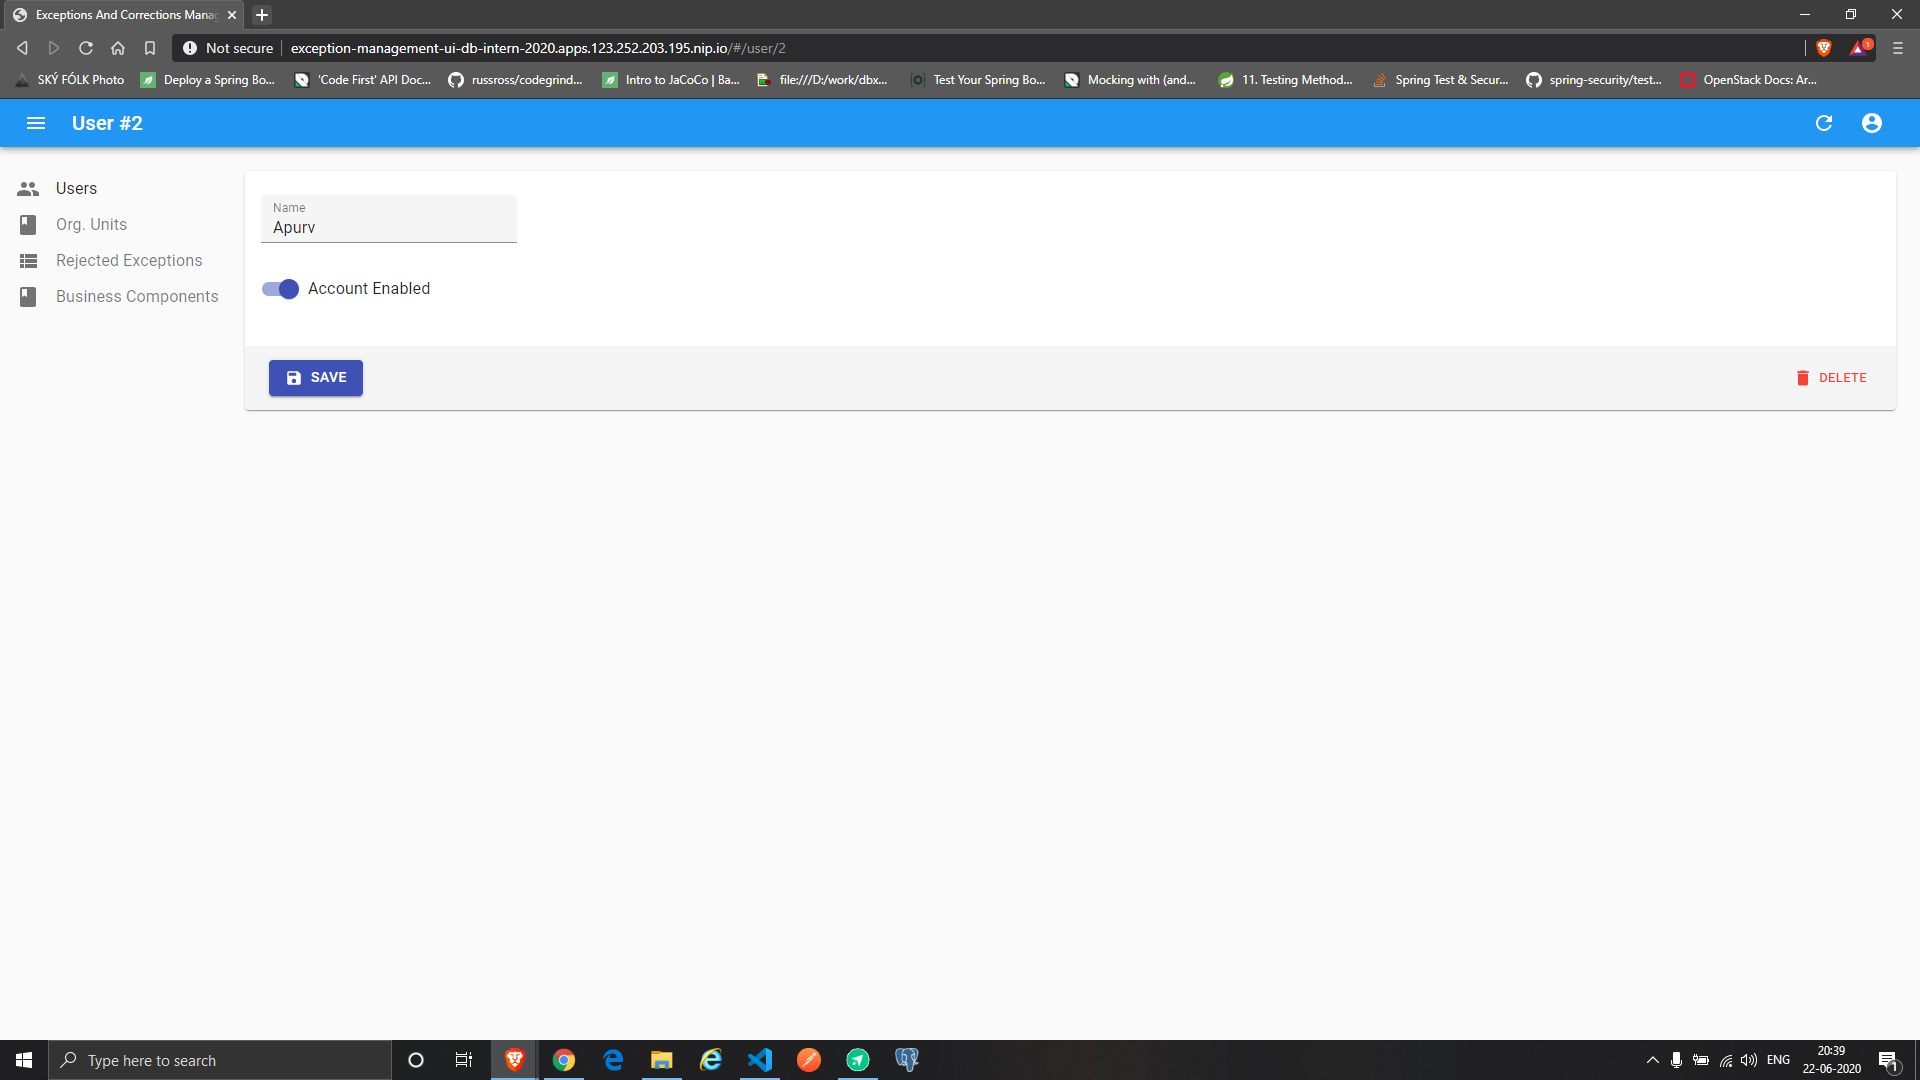 Exceptions And Corrections Mana
Not secure
exception-management-ui-db-intern-2020.apps.123.252.203.195.nip.io/#/user/2
1
SKÝ FÓLK Photo
Deploy a Spring Bo...
'Code First' API Doc...
russross/codegrind...
Intro to JaCoCo | Ba...
file:///D:/work/dbx...
Test Your Spring Bo...
Mocking with (and...
11. Testing Method...
Spring Test & Secur...
spring-security/test...
OpenStack Docs: Ar...
User #2
Users
Org. Units
Rejected Exceptions
Business Components
Name
Apurv
Account Enabled
SAVE
DELETE
Type here to search
ENG
20:39
22-06-2020
1